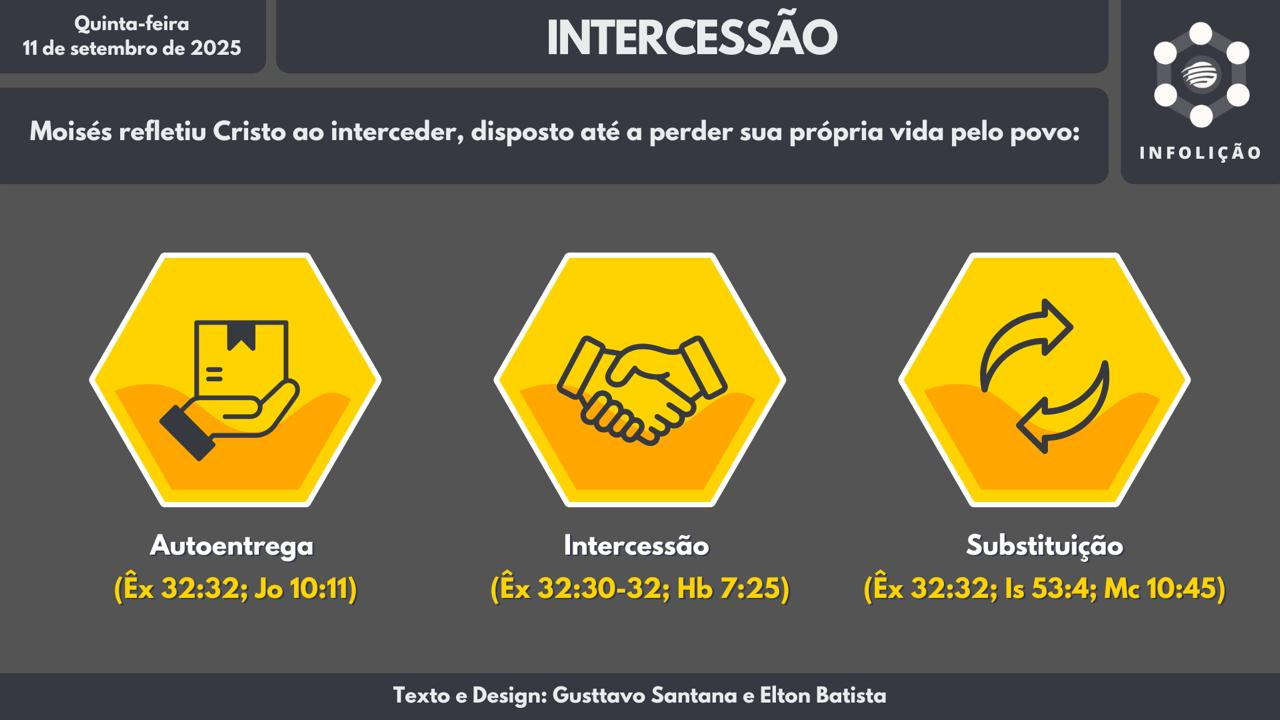 Quinta-feira
11 de setembro de 2025
INTERCESSÃO
INFOLIÇÃO
Moisés refletiu Cristo ao interceder, disposto até a perder sua própria vida pelo povo:
Autoentrega
(Êx 32:32; Jo 10:11)
Intercessão
(Êx 32:30-32; Hb 7:25)
Substituição
(Êx 32:32; Is 53:4; Mc 10:45)
Texto e Design: Gusttavo Santana e Elton Batista